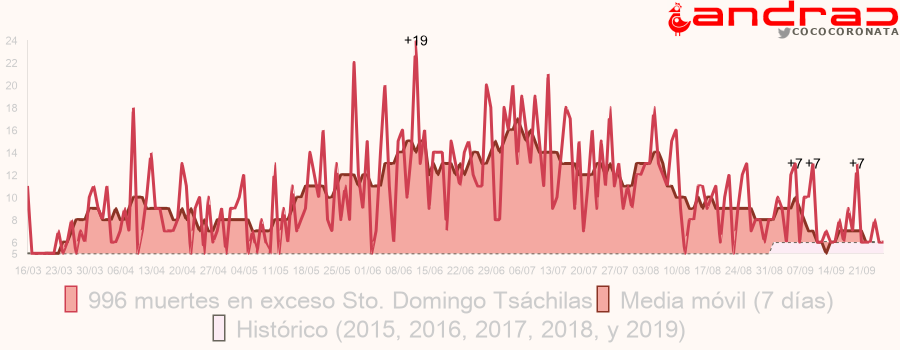 andrac
COCOCORONATA
24
22
20
18
16
14
12
10
8
6
5
+19
+7 +7 +7
16/03 23/03 30/03 06/04 13/04 20/04 27/04 04/05 11/05 18/05 25/05 01/06 08/06 15/06 22/06 29/06 06/07 13/07 20/07 27/07 03/08 10/08 17/08 24/08 31/08 07/09 14/09 21/09
996 muertes en exceso Sto. Domingo Tsáchilas Media móvil (7 días)
Histórico (2015, 2016, 2017, 2018, y 2019)